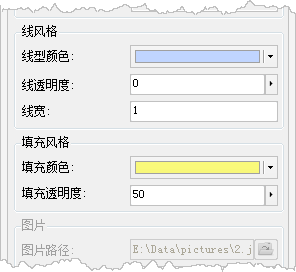 线风格
线型颜色:
线透明度: 0
线宽: 1
填充风格
填充颜色:
填充透明度: 50
图片
图片路径: E:\Data\pictures\2.j